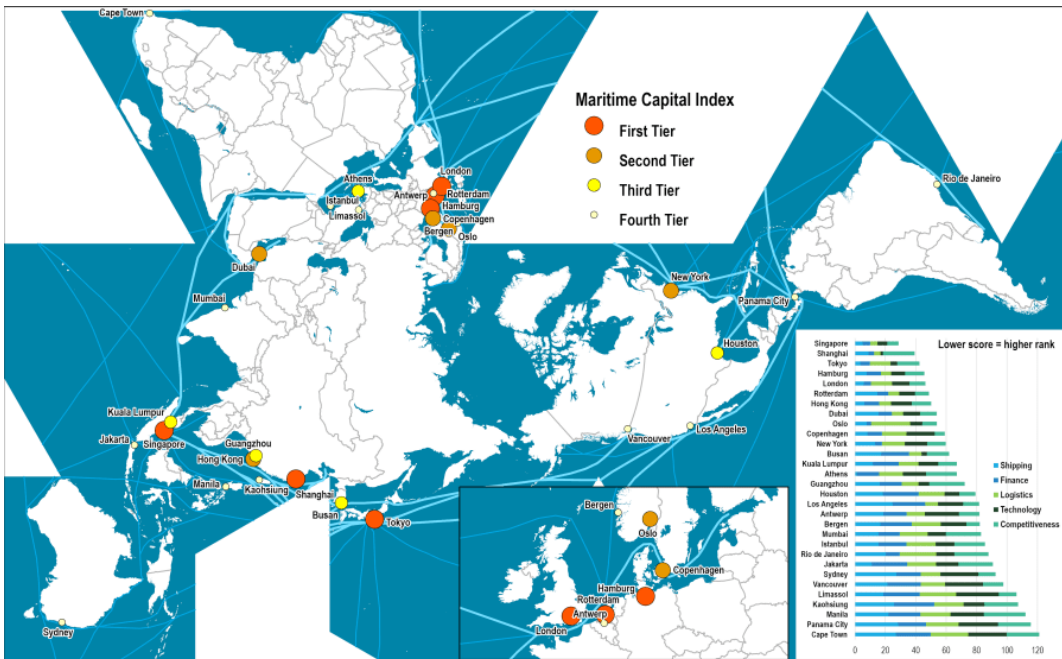 Cape Town
Maritime Capital Index
First Tier
Second Tier
Third Tier
Fourth Tier
London
Athens
Antwerp
Rotterdam
Istanbul
Hamburg
Limassol
Copenhagen
Bergen
Oslo
Rio de Janeiro
Dubai
New York
Mumbai
Panama City
Houston
Kuala Lumpur
Jakarta
Singapore
Guangzhou
Hong Kong
Vancouver
Los Angeles
Manila
Kaohsiung
Shanghai
Busan
Tokyo
Sydney
Bergen
Oslo
Copenhagen
Hamburg
Rotterdam
Antwerp
London
Lower score = higher rank
Singapore
Shanghai
Tokyo
Hamburg
London
Rotterdam
Hong Kong
Dubai
Oslo
Copenhagen
New York
Busan
Kuala Lumpur
Athens
Guangzhou
Houston
Los Angeles
Antwerp
Bergen
Mumbai
Istanbul
Rio de Janeiro
Jakarta
Sydney
Vancouver
Limassol
Kaohsiung
Manila
Panama City
Cape Town
Shipping
Finance
Logistics
Technology
Competitiveness
0 20 40 60 80 100 120